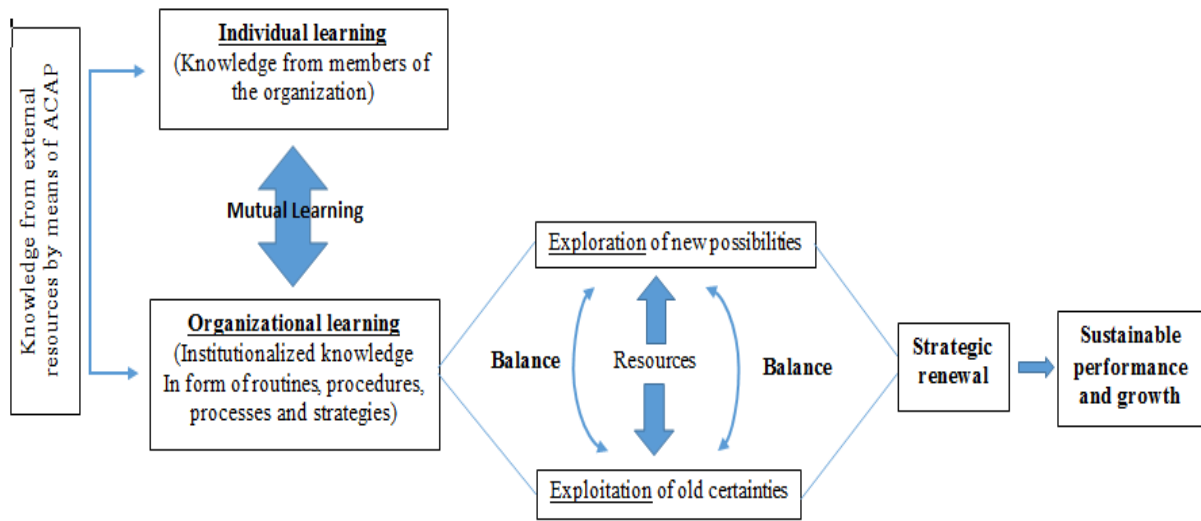 Knowledge from external
resources by means of ACAP
Individual learning
(Knowledge from members of
the organization)
Mutual Learning
Organizational learning
(Institutionalized knowledge
In form of routines, procedures,
processes and strategies)
Exploration of new possibilities
Balance
Resources
Balance
Exploitation of old certainties
Strategic
renewal
Sustainable
performance
and growth